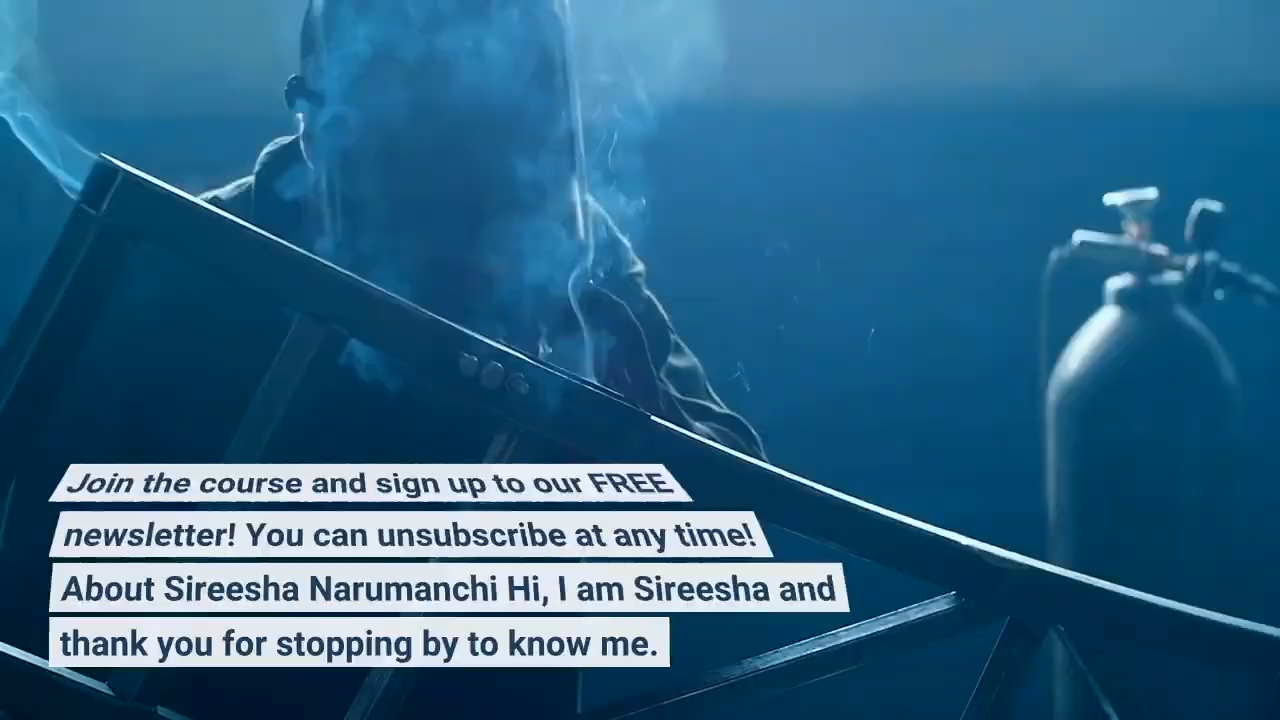 Join the course and sign up to our FREE
newsletter! You can unsubscribe at any time!
About Sireesha Narumanchi Hi, I am Sireesha and
thank you for stopping by to know me.